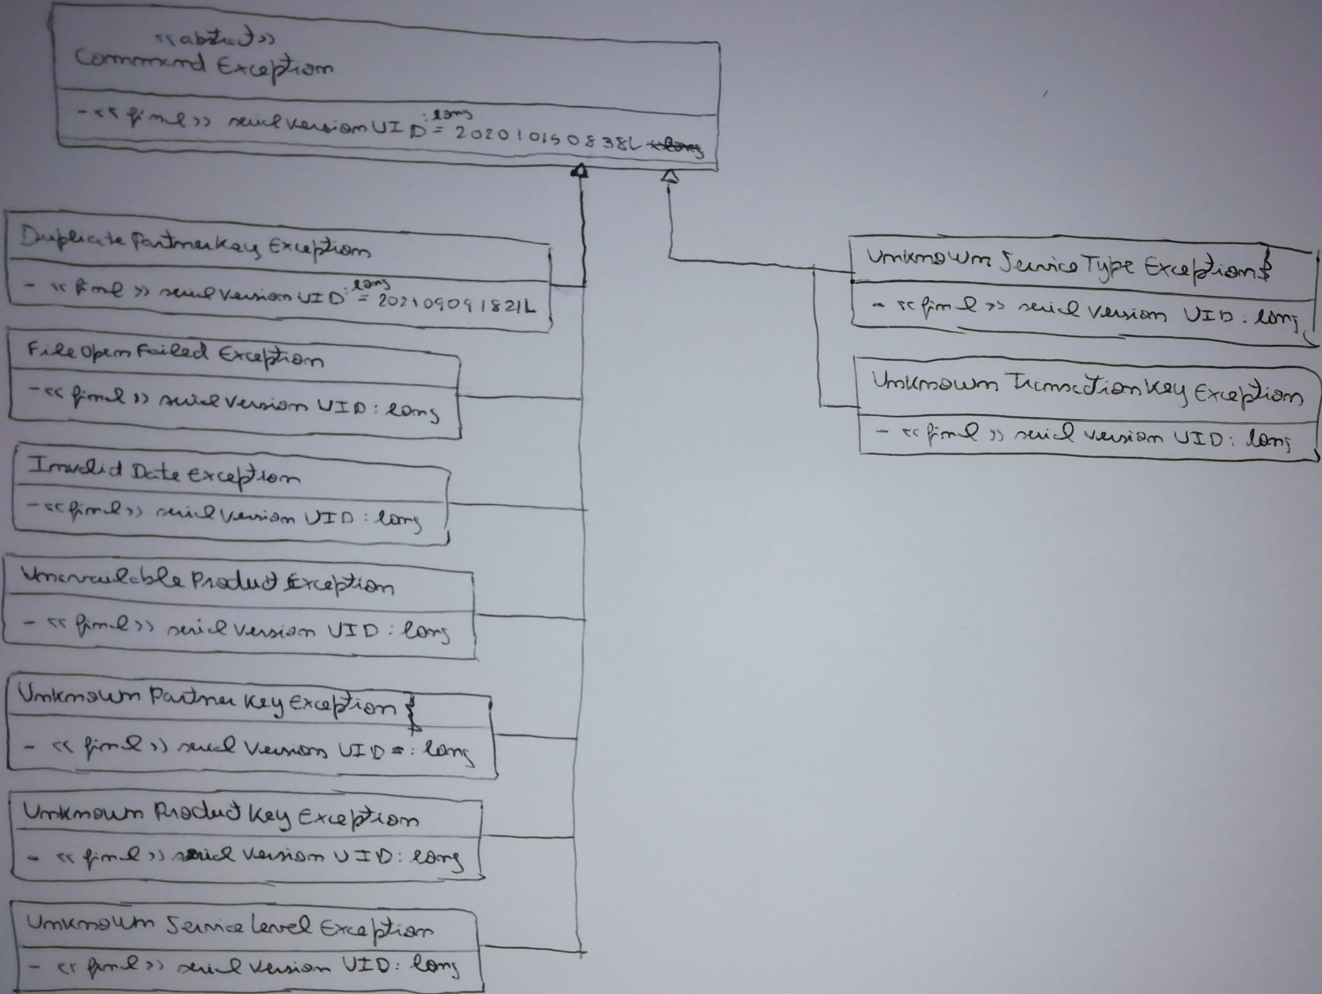 <<abstract>>
Command Exception
- << final >> serial Version UID : long = 202010150838L
Duplicate Partner Key Exception
- << final >> serial Version UID : long = 202109091821L
File Open Failed Exception
- << final >> serial Version UID : long
Invalid Date Exception
- << final >> serial Version UID : long
Unavailable Product Exception
- << final >> serial Version UID : long
Unknown Partner Key Exception
- << final >> serial Version UID : long
Unknown Product Key Exception
- << final >> serial Version UID : long
Unknown Service Level Exception
- << final >> serial Version UID : long
Unknown Service Type Exception
- << final >> serial Version UID : long
Unknown Transaction Key Exception
- << final >> serial Version UID : long